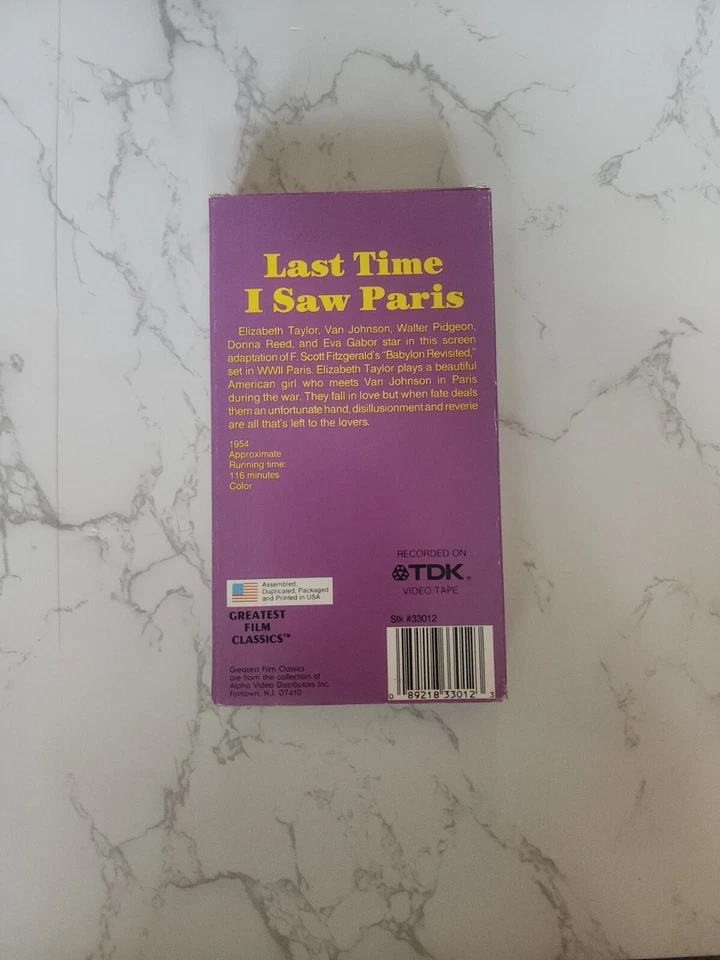 Last Time
I Saw Paris
Elizabeth Taylor, Van Johnson, Walter Pidgeon,
Donna Reed, and Eva Gabor star in this screen
adaptation of F. Scott Fitzgerald's "Babylon Revisited,"
set in WWII Paris. Elizabeth Taylor plays a beautiful
American girl who meets Van Johnson in Paris
during the war. They fall in love but when fate deals
them an unfortunate hand, disillusionment and reverie
are all that's left to the lovers.
1954
Approximate
Running time:
116 minutes
Color
RECORDED ON
TDK®
VIDEO TAPE
Assembled,
Duplicated, Packaged
and Printed in USA
GREATEST
FILM
CLASSICS™
Stk #33012
Greatest Film Classics
are from the collection of
Alpha Video Distributors Inc.
Fairlawn, N.J. 07410
0 89218 33012 3